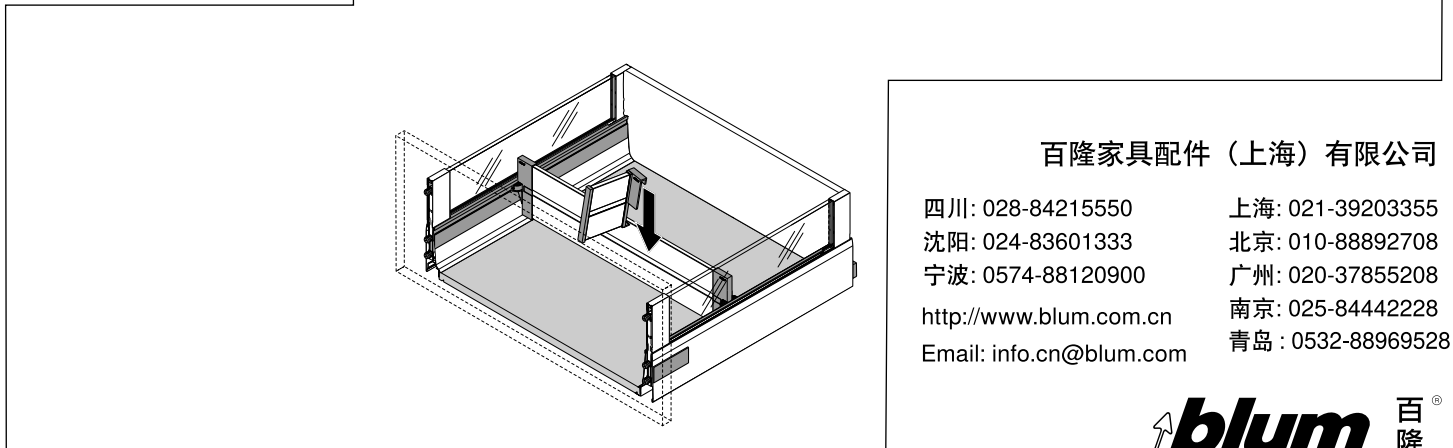 百隆家具配件（上海）有限公司
四川: 028-84215550
沈阳: 024-83601333
宁波: 0574-88120900
http://www.blum.com.cn
Email: info.cn@blum.com
上海: 021-39203355
北京: 010-88892708
广州: 020-37855208
南京: 025-84442228
青岛 : 0532-88969528
blum
百隆®